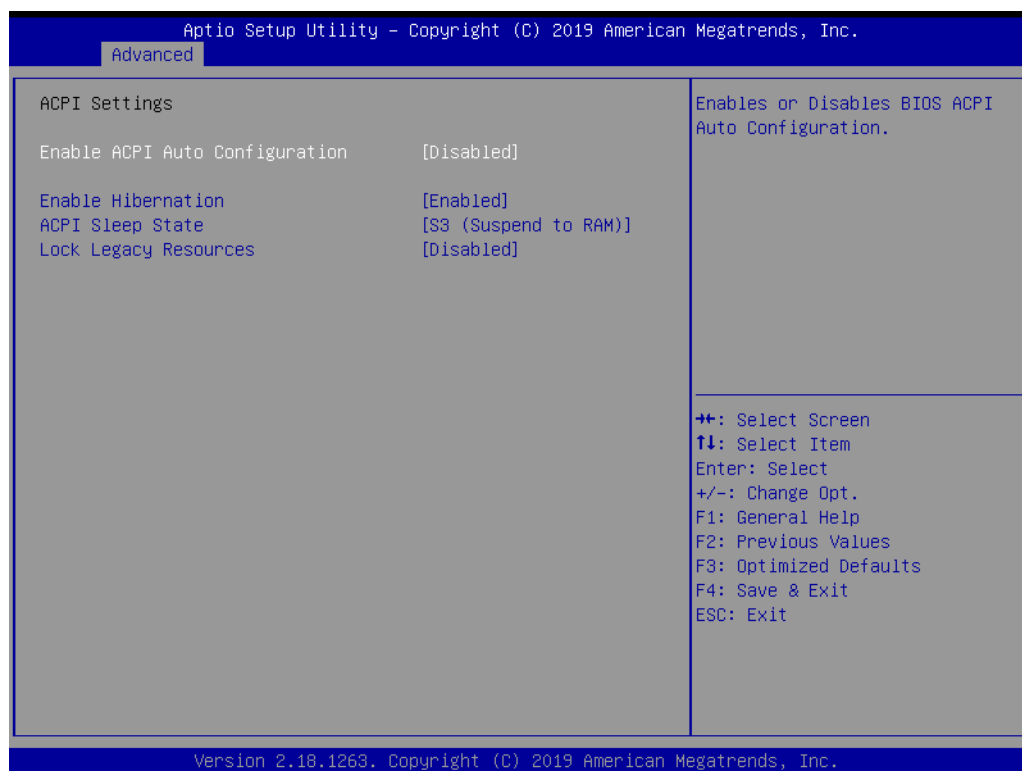 Aptio Setup Utility – Copyright (C) 2019 American Megatrends, Inc.
Advanced
ACPI Settings
Enable ACPI Auto Configuration [Disabled]
Enable Hibernation [Enabled]
ACPI Sleep State [S3 (Suspend to RAM)]
Lock Legacy Resources [Disabled]
Enables or Disables BIOS ACPI
Auto Configuration.
→←: Select Screen
↑↓: Select Item
Enter: Select
+/-: Change Opt.
F1: General Help
F2: Previous Values
F3: Optimized Defaults
F4: Save & Exit
ESC: Exit
Version 2.18.1263. Copyright (C) 2019 American Megatrends, Inc.